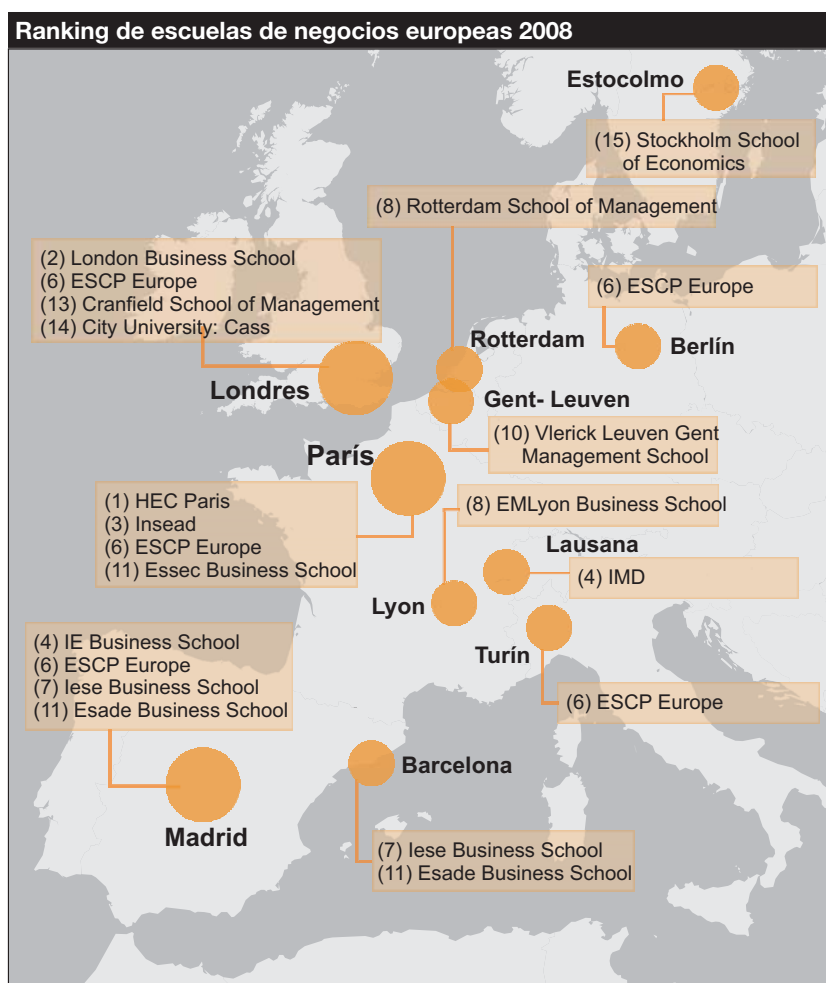 Ranking de escuelas de negocios europeas 2008
Estocolmo
(15) Stockholm School
of Economics
(8) Rotterdam School of Management
(2) London Business School
(6) ESCP Europe
(13) Cranfield School of Management
(14) City University: Cass
(6) ESCP Europe
Rotterdam
Berlín
Londres
Gent- Leuven
(10) Vlerick Leuven Gent
Management School
París
(1) HEC Paris
(3) Insead
(6) ESCP Europe
(11) Essec Business School
(8) EMLyon Business School
Lausana
(4) IMD
Lyon
Turín
(4) IE Business School
(6) ESCP Europe
(7) Iese Business School
(11) Esade Business School
(6) ESCP Europe
Barcelona
Madrid
(7) Iese Business School
(11) Esade Business School